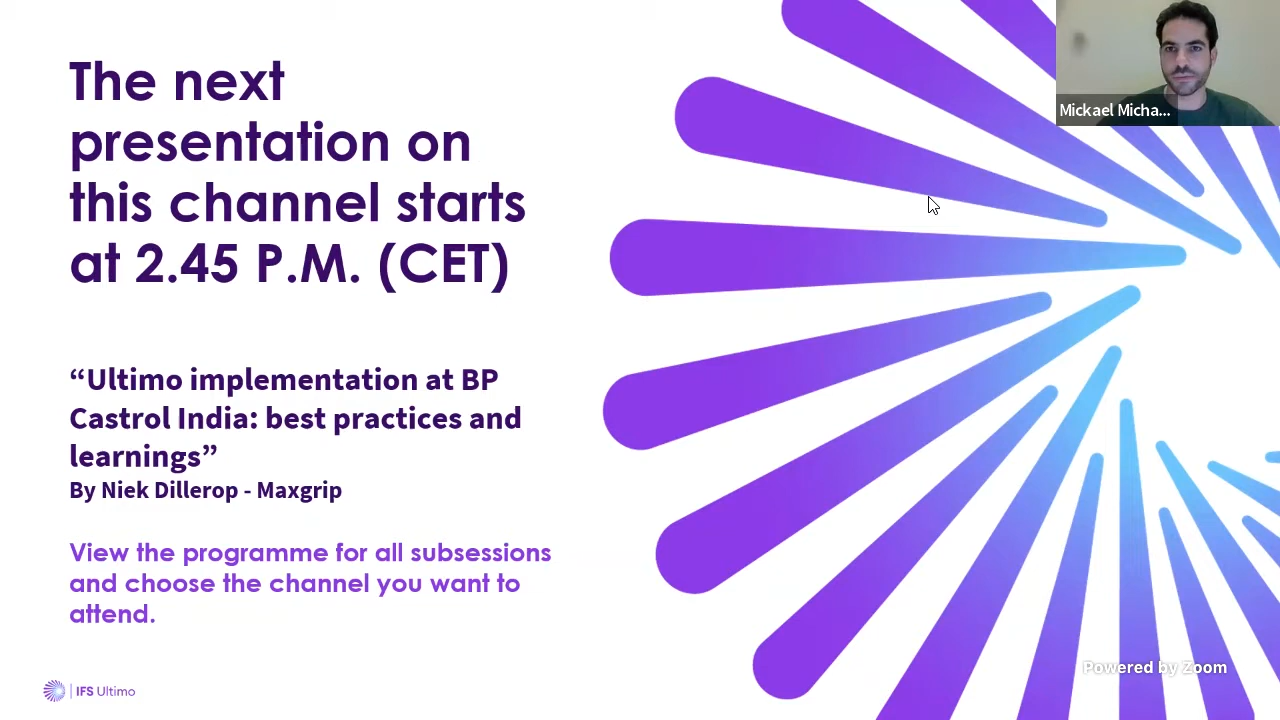 The next
presentation on
this channel starts
at 2.45 P.M. (CET)
“Ultimo implementation at BP
Castrol India: best practices and
learnings”
By Niek Dillerop - Maxgrip
View the programme for all subsessions
and choose the channel you want to
attend.
IFS Ultimo
Mickael Micha...
Powered by Zoom